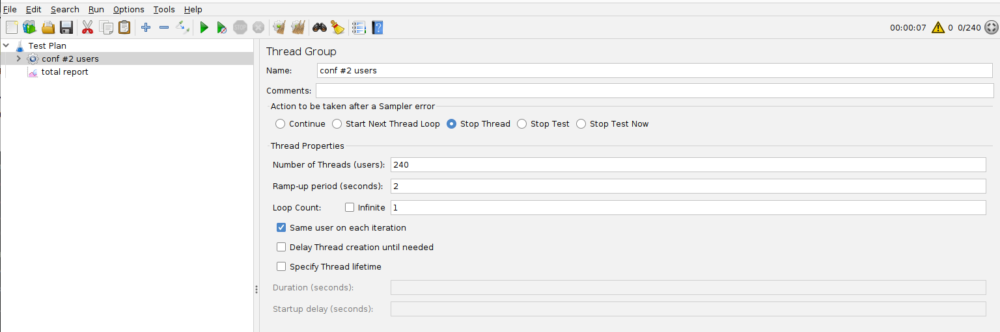 File Edit Search Run Options Tools Help
STOP 00:00:07 0 0/240
Test Plan
conf #2 users
total report
Thread Group
Name: conf #2 users
Comments:
Action to be taken after a Sampler error
Continue Start Next Thread Loop Stop Thread Stop Test Stop Test Now
Thread Properties
Number of Threads (users): 240
Ramp-up period (seconds): 2
Loop Count: Infinite 1
Same user on each iteration
Delay Thread creation until needed
Specify Thread lifetime
Duration (seconds):
Startup delay (seconds):